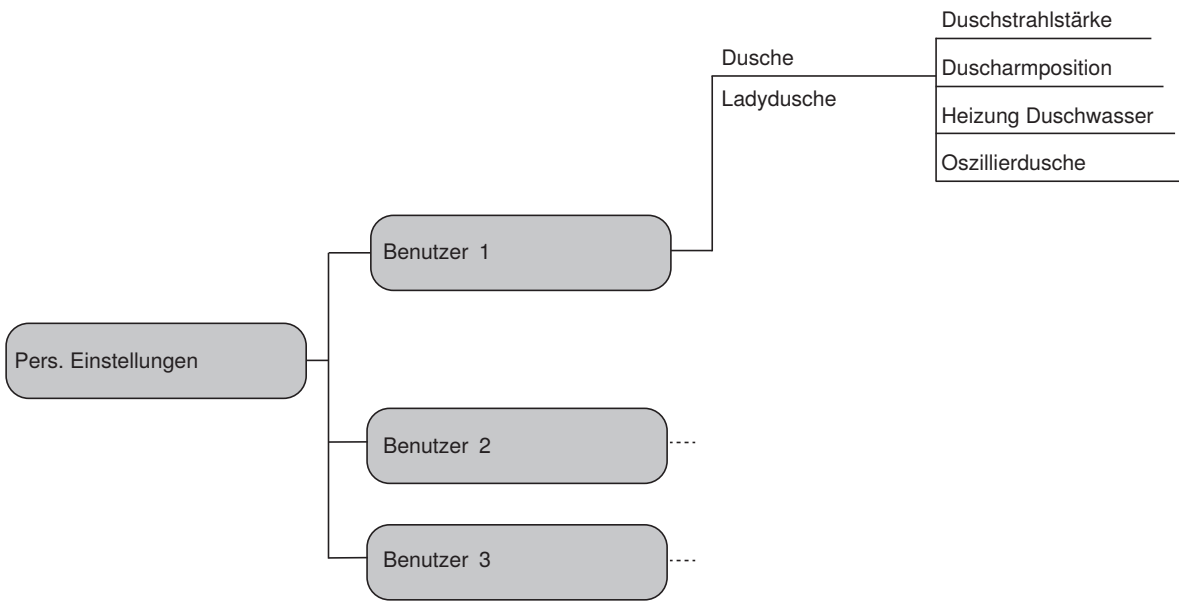 Duschstrahlstärke
Dusche
Duscharmposition
Ladydusche
Heizung Duschwasser
Oszillierdusche
Benutzer 1
Pers. Einstellungen
Benutzer 2
Benutzer 3